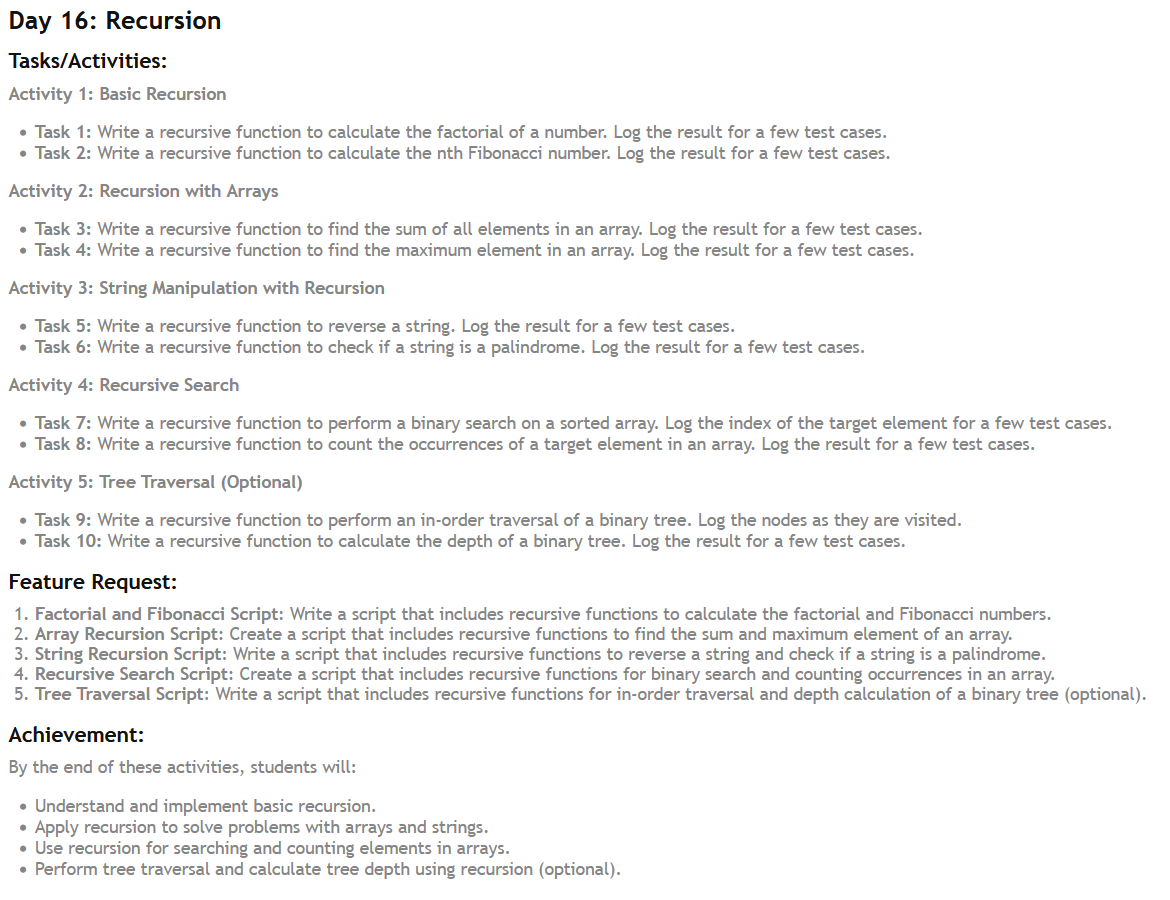 Day 16: Recursion
Tasks/Activities:
Activity 1: Basic Recursion
• Task 1: Write a recursive function to calculate the factorial of a number. Log the result for a few test cases.
• Task 2: Write a recursive function to calculate the nth Fibonacci number. Log the result for a few test cases.
Activity 2: Recursion with Arrays
• Task 3: Write a recursive function to find the sum of all elements in an array. Log the result for a few test cases.
• Task 4: Write a recursive function to find the maximum element in an array. Log the result for a few test cases.
Activity 3: String Manipulation with Recursion
• Task 5: Write a recursive function to reverse a string. Log the result for a few test cases.
• Task 6: Write a recursive function to check if a string is a palindrome. Log the result for a few test cases.
Activity 4: Recursive Search
• Task 7: Write a recursive function to perform a binary search on a sorted array. Log the index of the target element for a few test cases.
• Task 8: Write a recursive function to count the occurrences of a target element in an array. Log the result for a few test cases.
Activity 5: Tree Traversal (Optional)
• Task 9: Write a recursive function to perform an in-order traversal of a binary tree. Log the nodes as they are visited.
• Task 10: Write a recursive function to calculate the depth of a binary tree. Log the result for a few test cases.
Feature Request:
1. Factorial and Fibonacci Script: Write a script that includes recursive functions to calculate the factorial and Fibonacci numbers.
2. Array Recursion Script: Create a script that includes recursive functions to find the sum and maximum element of an array.
3. String Recursion Script: Write a script that includes recursive functions to reverse a string and check if a string is a palindrome.
4. Recursive Search Script: Create a script that includes recursive functions for binary search and counting occurrences in an array.
5. Tree Traversal Script: Write a script that includes recursive functions for in-order traversal and depth calculation of a binary tree (optional).
Achievement:
By the end of these activities, students will:
• Understand and implement basic recursion.
• Apply recursion to solve problems with arrays and strings.
• Use recursion for searching and counting elements in arrays.
• Perform tree traversal and calculate tree depth using recursion (optional).